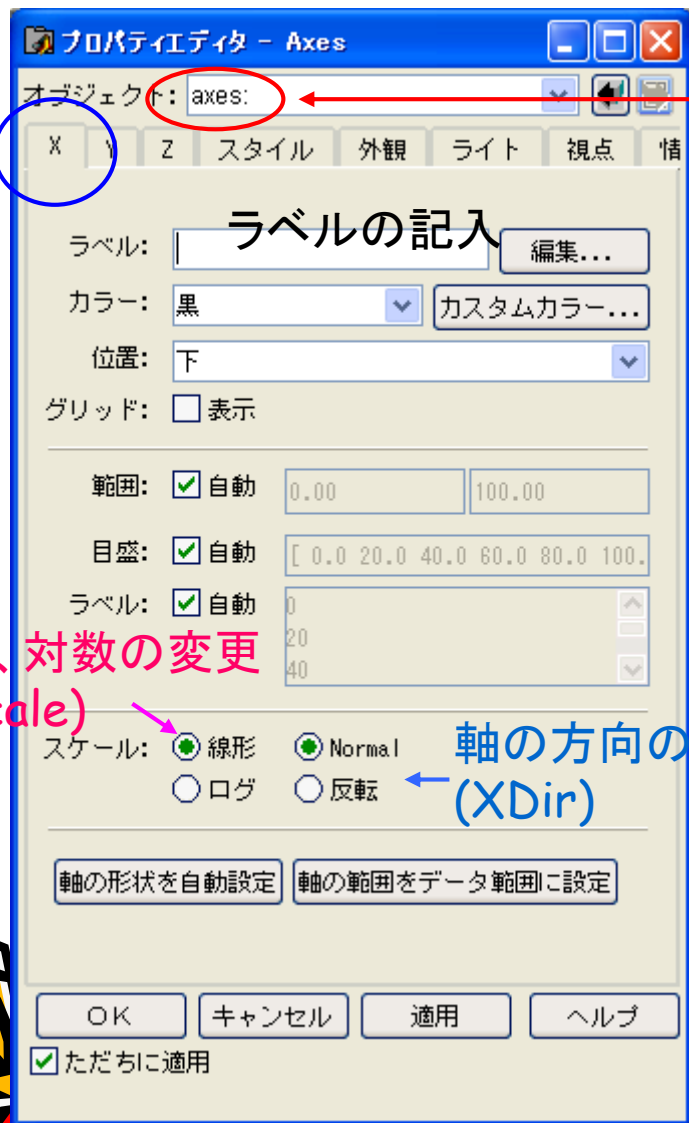 プロパティエディタ - Axes
オブジェクト: axes:
X Y Z スタイル 外観 ライト 視点 情
ラベルの記入
ラベル: 編集...
カラー: 黒 カスタムカラー...
位置: 下
グリッド: 表示
範囲: 自動 0.00 100.00
目盛: 自動 [ 0.0 20.0 40.0 60.0 80.0 100.
ラベル: 自動 0
20
40
、対数の変更
cale)
スケール: 線形 Normal
ログ 反転
軸の方向の
(XDir)
軸の形状を自動設定 軸の範囲をデータ範囲に設定
OK キャンセル 適用 ヘルプ
ただちに適用